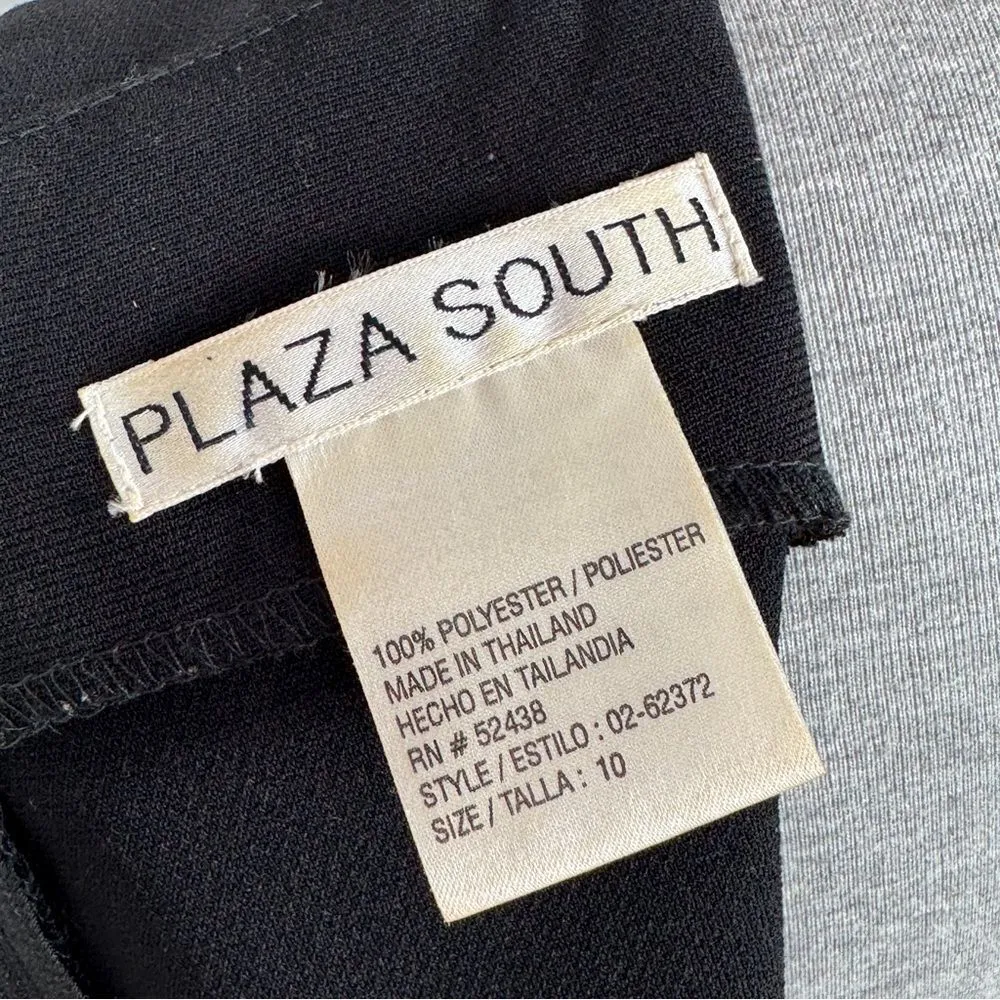 PLAZA SOUTH
100% POLYESTER / POLIESTER
MADE IN THAILAND
HECHO EN TAILANDIA
RN # 52438
STYLE / ESTILO : 02-62372
SIZE / TALLA : 10